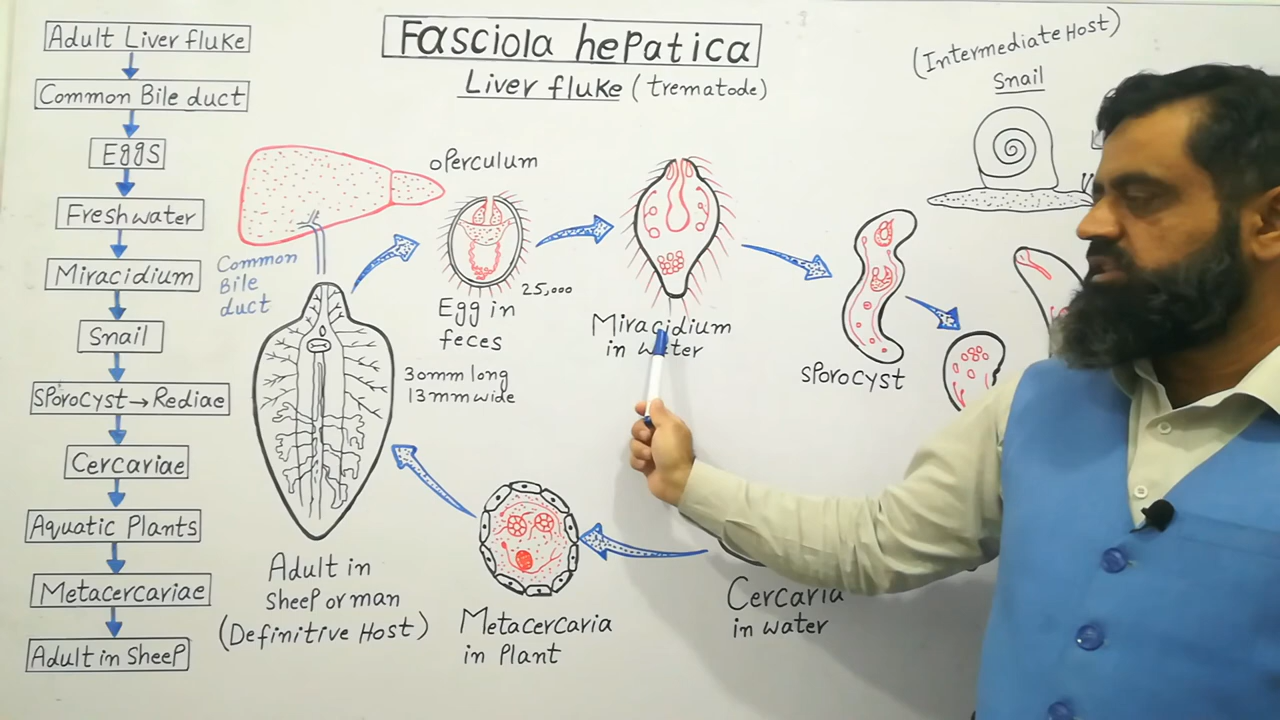 Fasciola hepatica
Liver fluke (trematode)
Adult Liver fluke
Common Bile duct
Eggs
Freshwater
Miracidium
Snail
Sporocyst → Rediae
Cercariae
Aquatic Plants
Metacercariae
Adult in Sheep
(Intermediate Host)
Snail
operculum
Common
Bile
duct
Egg in
feces
25,000
30mm long
13mm wide
Miracidium
in water
Sporocyst
Adult in
sheep or man
(Definitive Host)
Metacercaria
in Plant
Cercaria
in water